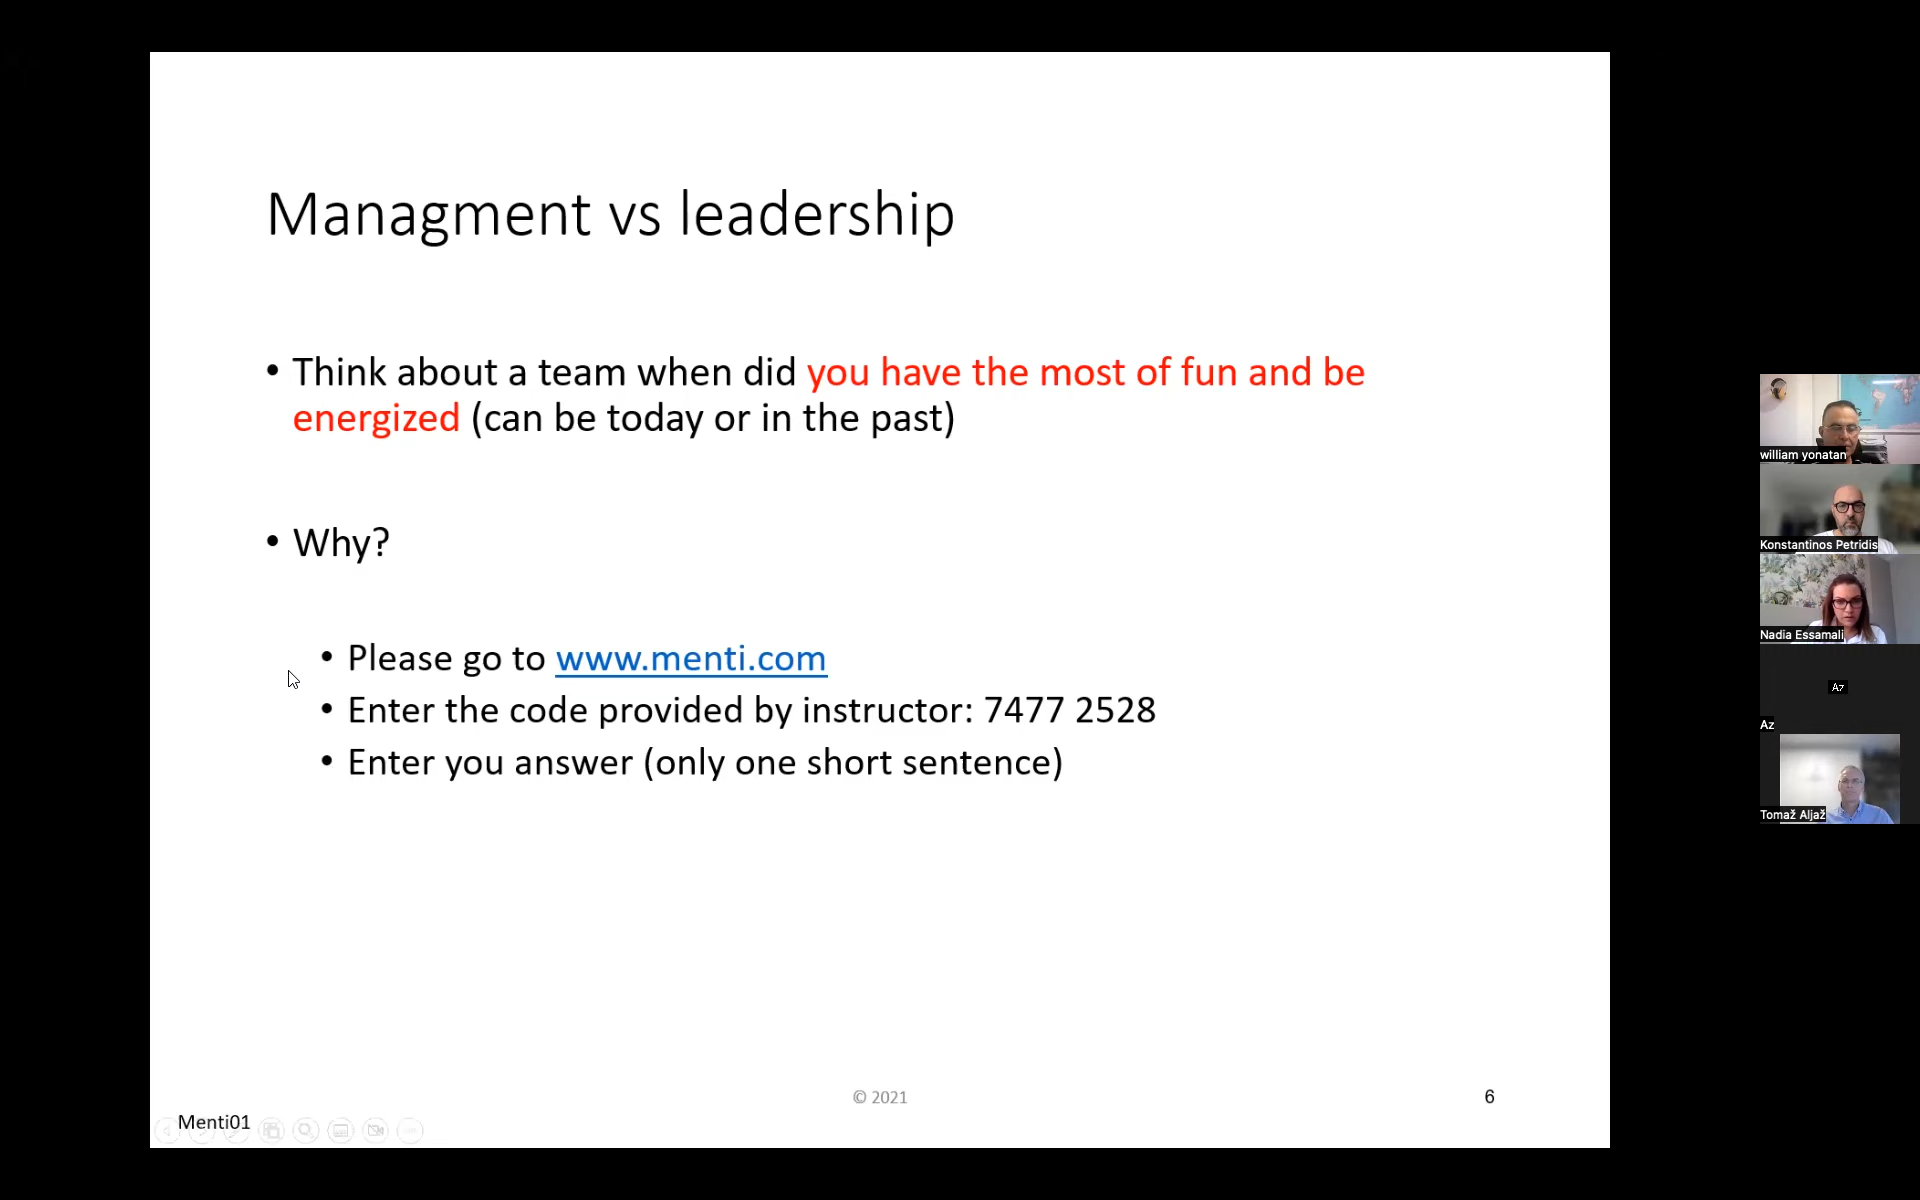 Managment vs leadership
• Think about a team when did you have the most of fun and be
energized (can be today or in the past)
• Why?
• Please go to www.menti.com
• Enter the code provided by instructor: 7477 2528
• Enter you answer (only one short sentence)
© 2021
6
Menti01
william yonatan
Konstantinos Petridis
Nadia Essamali
Az
Az
Tomaž Aljaž